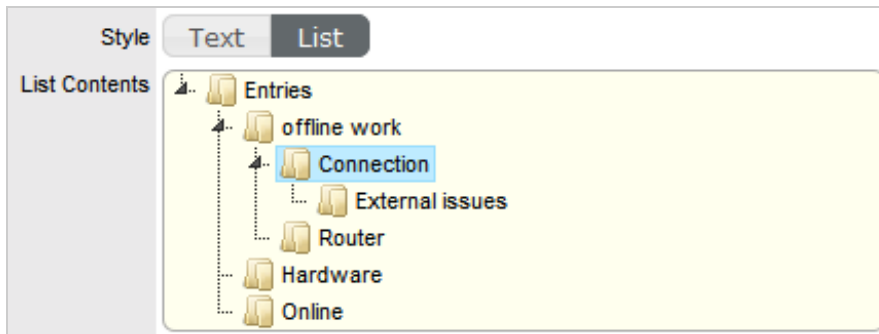 Style Text List
List Contents Entries
offline work
Connection
External issues
Router
Hardware
Online